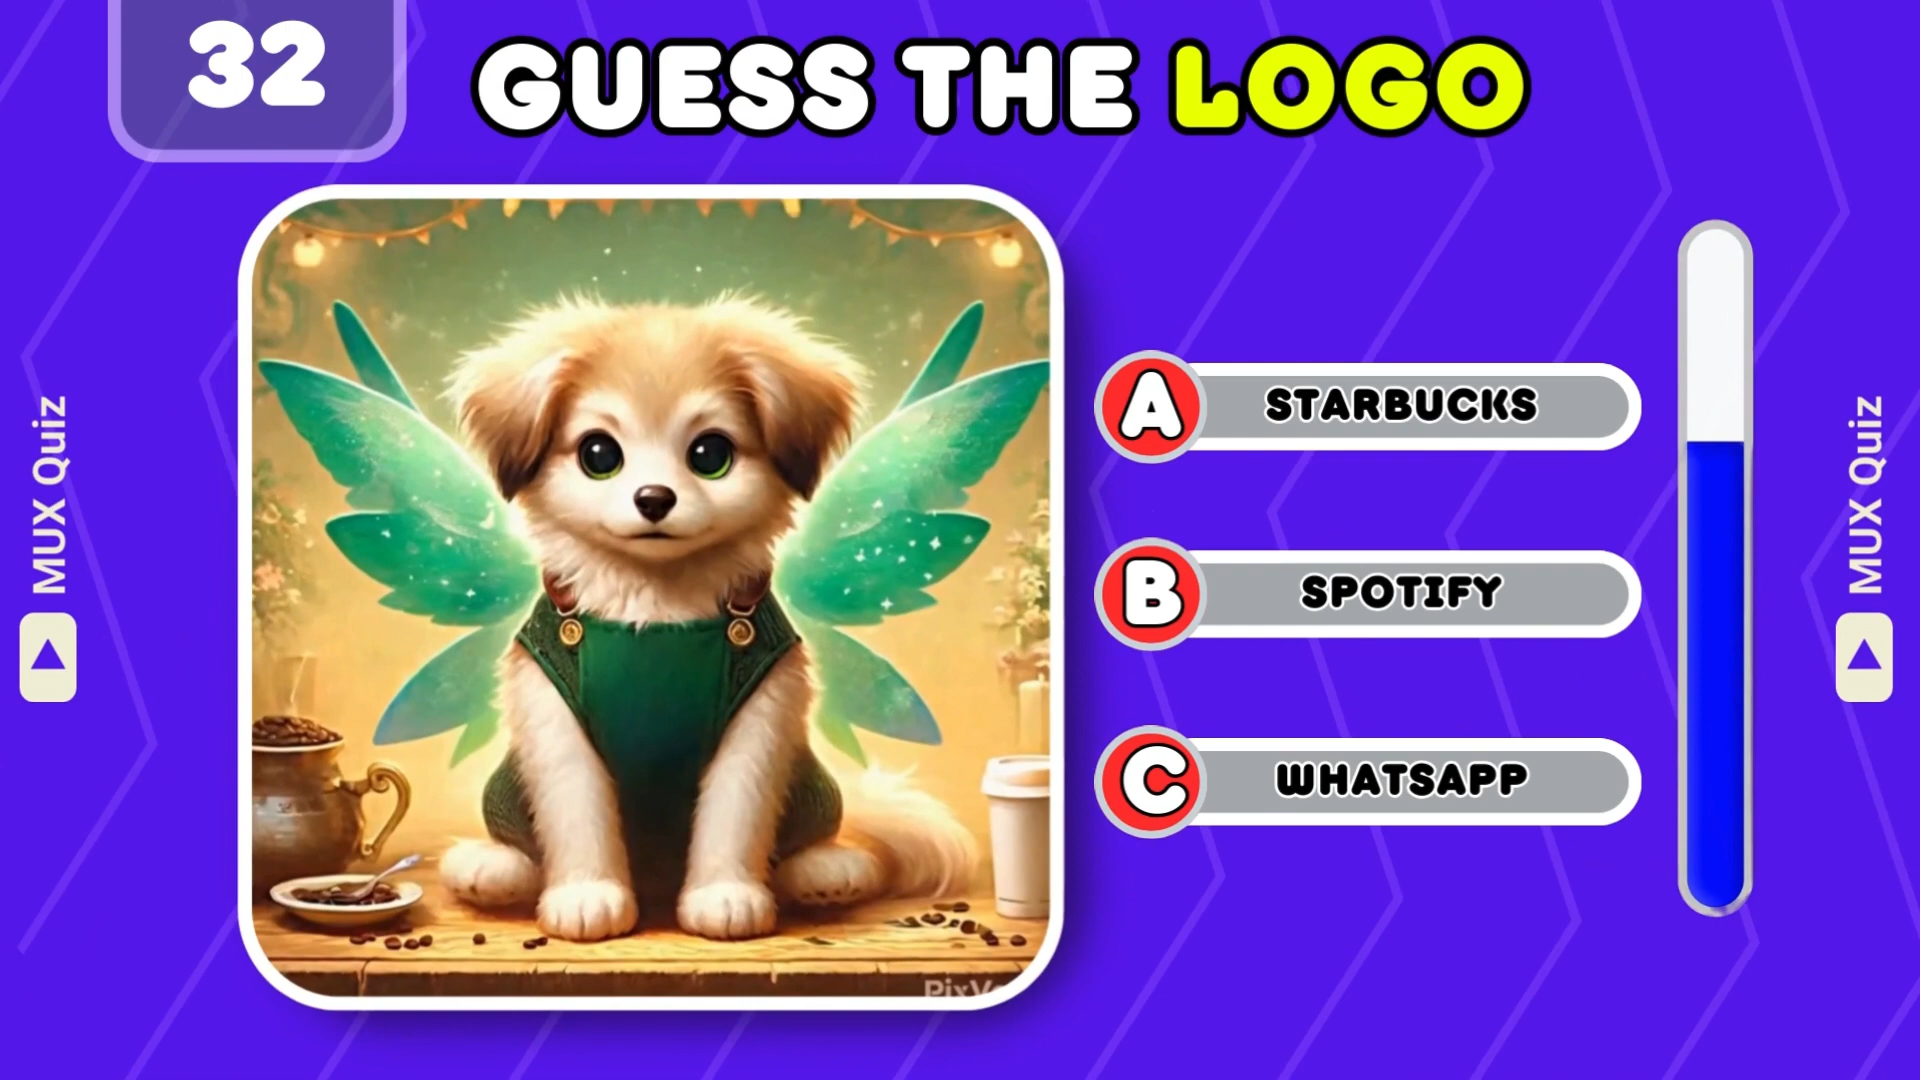 32
GUESS THE LOGO
A STARBUCKS
B SPOTIFY
C WHATSAPP
MUX Quiz
MUX Quiz